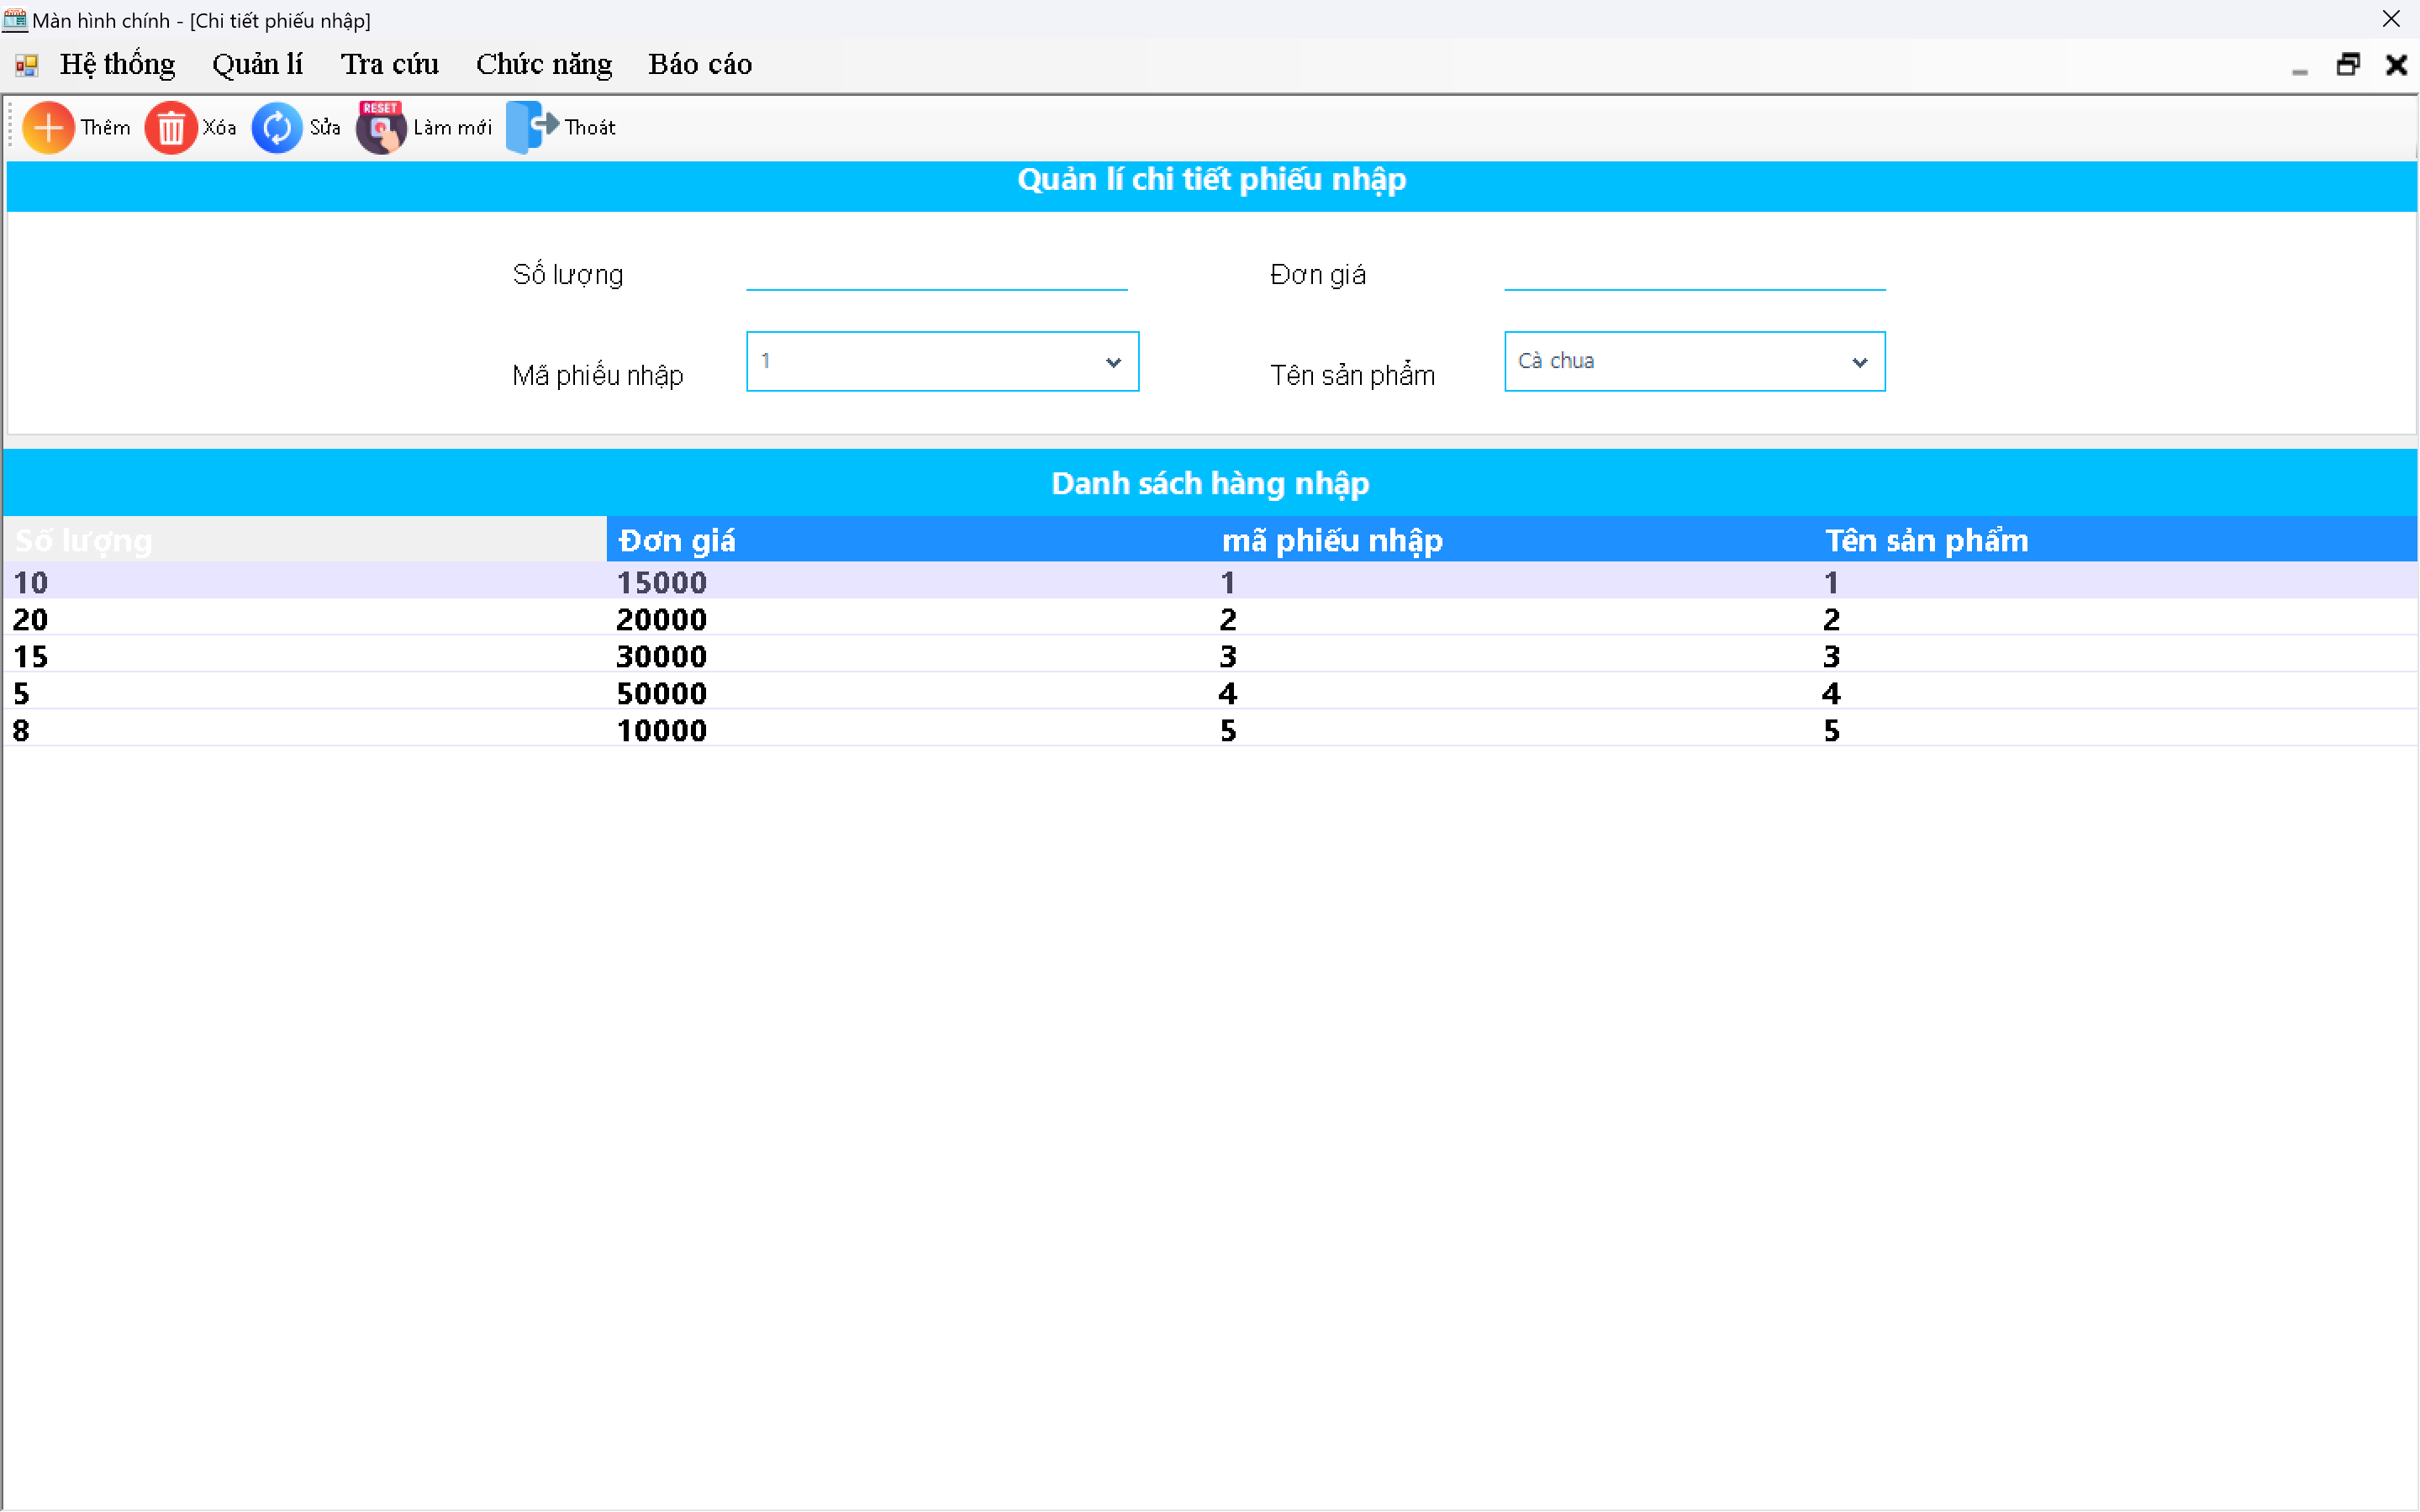 Màn hình chính - [Chi tiết phiếu nhập]
Hệ thống Quản lí Tra cứu Chức năng Báo cáo
Thêm Xóa Sửa RESET Làm mới Thoát
Quản lí chi tiết phiếu nhập
Số lượng Đơn giá
Mã phiếu nhập 1 Tên sản phẩm Cà chua
Danh sách hàng nhập
Số lượng Đơn giá mã phiếu nhập Tên sản phẩm
10 15000 1 1
20 20000 2 2
15 30000 3 3
5 50000 4 4
8 10000 5 5